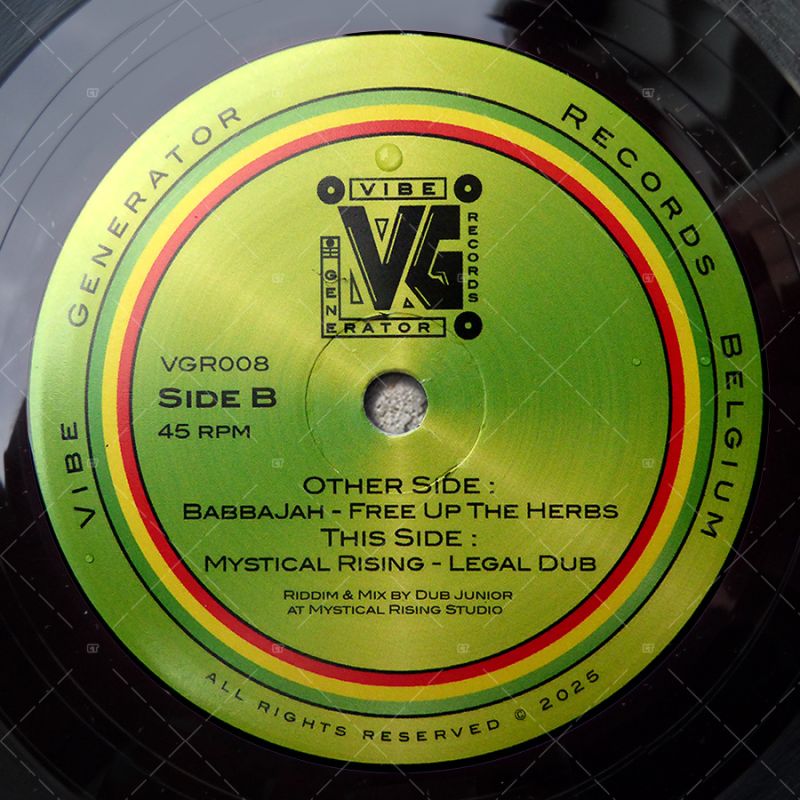 Vibe Generator Records Belgium
VIBE
VG
RECORDS
GENERATOR
VGR008
Side B
45 RPM
Other Side :
BabbaJah - Free Up The Herbs
This Side :
Mystical Rising - Legal Dub
Riddim & Mix by Dub Junior
at Mystical Rising Studio
ALL RIGHTS RESERVED © 2025